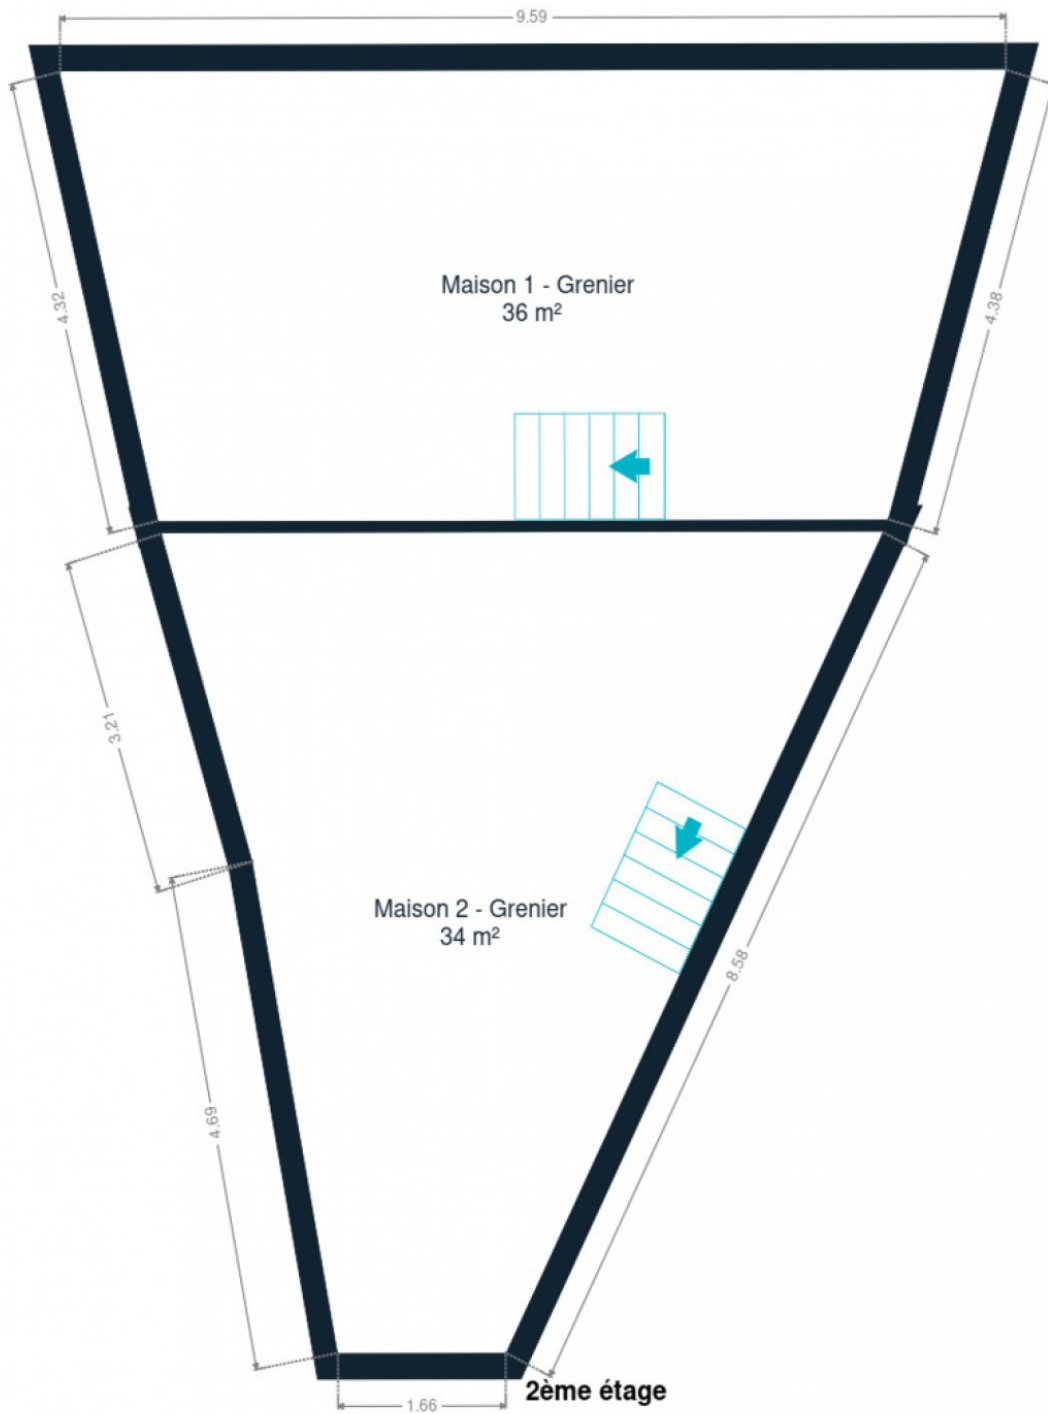 9.59
Maison 1 - Grenier
36 m²
4.32
4.38
3.21
Maison 2 - Grenier
34 m²
8.58
4.69
2ème étage
1.66